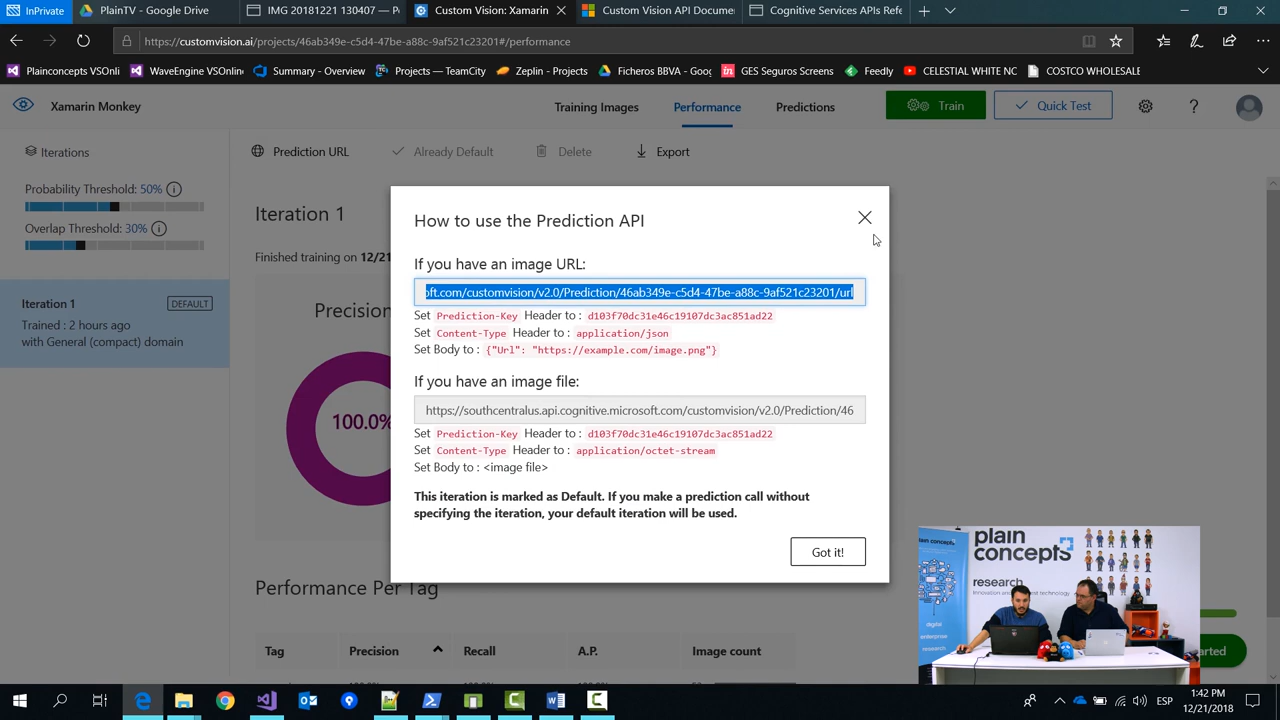 InPrivate
PlainTV - Google Drive
IMG 20181221 130407 — P
Custom Vision: Xamarin
Custom Vision API Docume
Cognitive Services APIs Refe
https://customvision.ai/projects/46ab349e-c5d4-47be-a88c-9af521c23201#/performance
Plainconcepts VSOnli
WaveEngine VSOnlin
Summary - Overview
Projects — TeamCity
Zeplin - Projects
Ficheros BBVA - Goog
GES Seguros Screens
Feedly
CELESTIAL WHITE NC
COSTCO WHOLESALE
Xamarin Monkey
Training Images
Performance
Predictions
Train
Quick Test
?
Iterations
Prediction URL
Already Default
Delete
Export
Probability Threshold: 50% i
Overlap Threshold: 30% i
Iteration 1
DEFAULT
Trained : 2 hours ago
with General (compact) domain
Iteration 1
Finished training on 12/21
Precision
100.0%
How to use the Prediction API
If you have an image URL:
oft.com/customvision/v2.0/Prediction/46ab349e-c5d4-47be-a88c-9af521c23201/url
Set Prediction-Key Header to : d103f70dc31e46c19107dc3ac851ad22
Set Content-Type Header to : application/json
Set Body to : {"Url": "https://example.com/image.png"}
If you have an image file:
https://southcentralus.api.cognitive.microsoft.com/customvision/v2.0/Prediction/46
Set Prediction-Key Header to : d103f70dc31e46c19107dc3ac851ad22
Set Content-Type Header to : application/octet-stream
Set Body to : <image file>
This iteration is marked as Default. If you make a prediction call without
specifying the iteration, your default iteration will be used.
Got it!
Performance Per Tag
Tag
Precision
Recall
A.P.
Image count
arted
plain
concepts
research
digital
enterprise
research
ESP
1:42 PM
12/21/2018